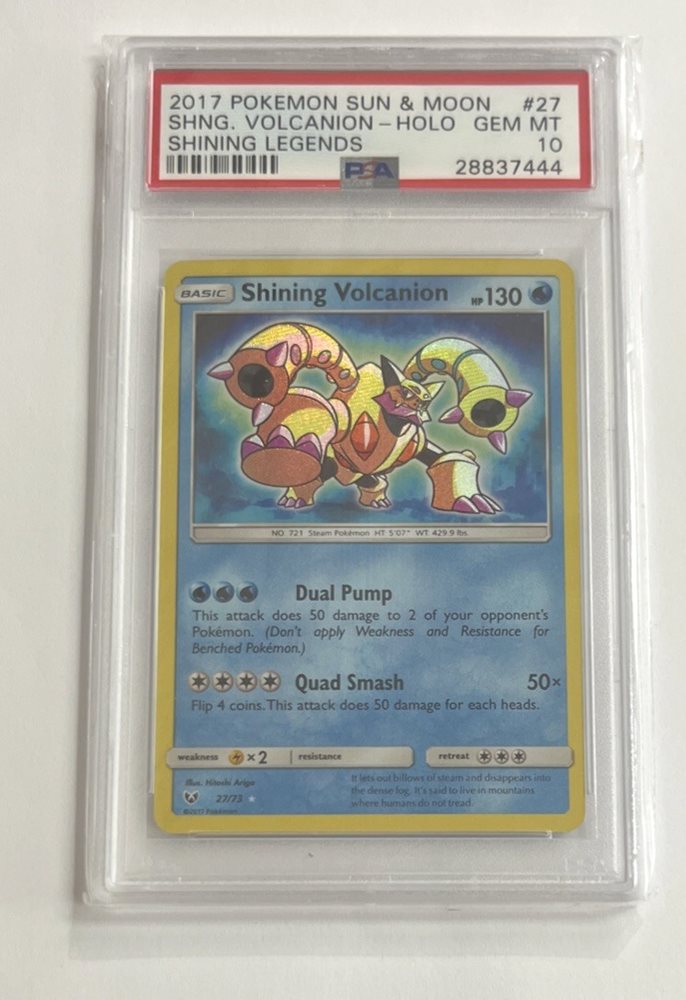 2017 POKEMON SUN & MOON #27
SHNG. VOLCANION - HOLO GEM MT
SHINING LEGENDS 10
PSA 28837444
BASIC Shining Volcanion HP 130
NO. 721 Steam Pokémon HT 5'07" WT 429.9 lbs.
Dual Pump
This attack does 50 damage to 2 of your opponent's
Pokémon. (Don't apply Weakness and Resistance for
Benched Pokémon.)
Quad Smash 50×
Flip 4 coins. This attack does 50 damage for each heads.
weakness ×2 resistance retreat
Illus. Hitoshi Ariga
27/73
©2017 Pokémon
It lets out billows of steam and disappears into
the dense fog. It's said to live in mountains
where humans do not tread.